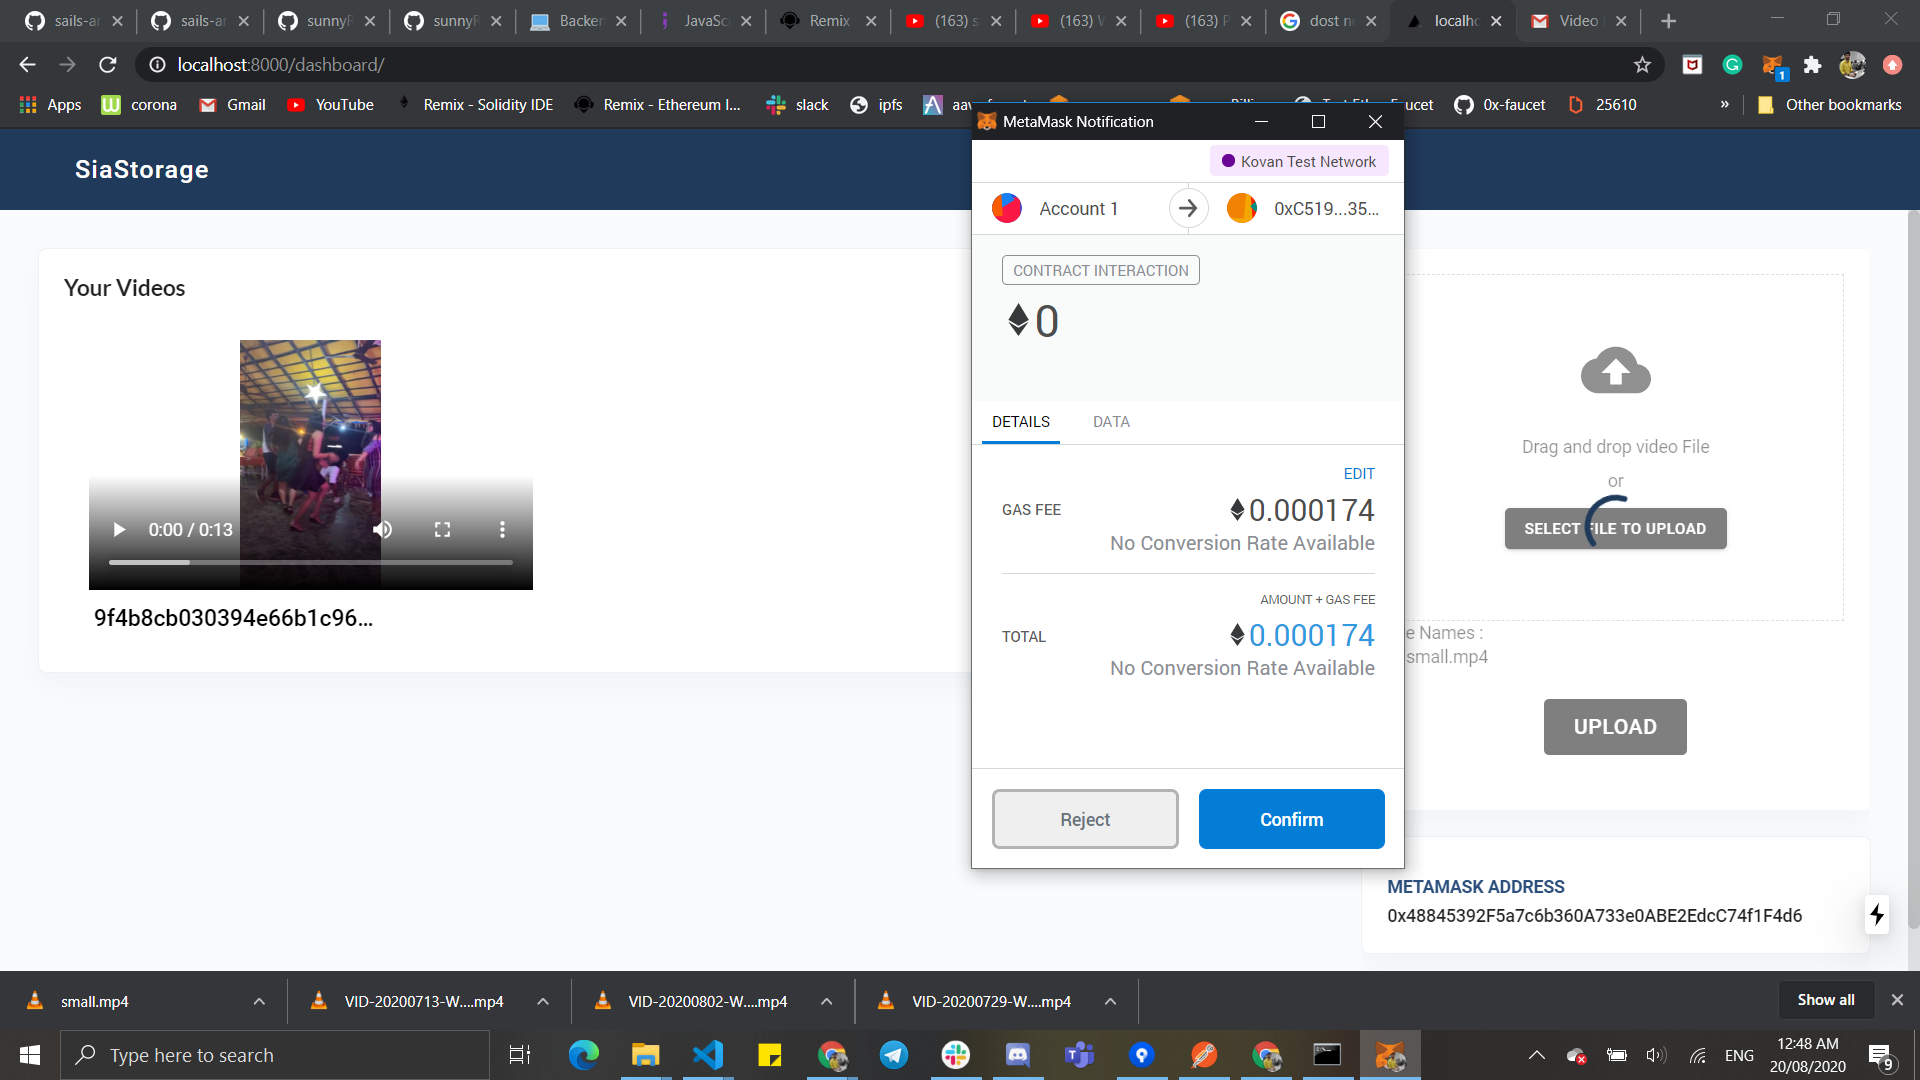 sails-ar
sails-ar
sunnyR
sunnyR
Backen
JavaSc
Remix
(163) s
(163) V
(163) P
dost n
localho
Video
localhost:8000/dashboard/
1
Apps
corona
Gmail
YouTube
Remix - Solidity IDE
Remix - Ethereum I...
slack
ipfs
0x-faucet
25610
»
Other bookmarks
MetaMask Notification
SiaStorage
Kovan Test Network
Account 1
0xC519...35...
Your Videos
CONTRACT INTERACTION
0
DETAILS
DATA
Drag and drop video File
or
SELECT FILE TO UPLOAD
EDIT
GAS FEE
0.000174
No Conversion Rate Available
0:00 / 0:13
AMOUNT + GAS FEE
TOTAL
0.000174
No Conversion Rate Available
9f4b8cb030394e66b1c96...
e Names :
small.mp4
UPLOAD
Reject
Confirm
METAMASK ADDRESS
0x48845392F5a7c6b360A733e0ABE2EdcC74f1F4d6
small.mp4
VID-20200713-W....mp4
VID-20200802-W....mp4
VID-20200729-W....mp4
Show all
Type here to search
ENG
12:48 AM
20/08/2020
9